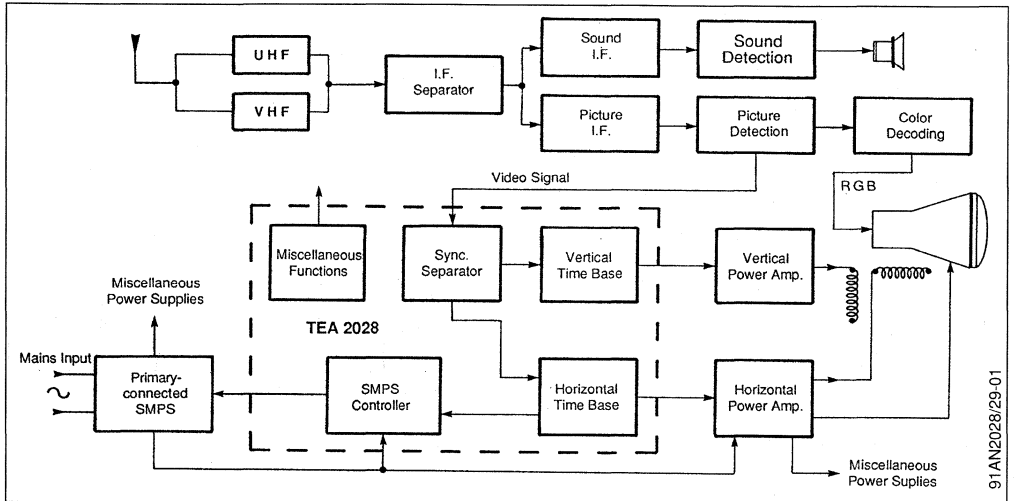 UHF
VHF
I.F.
Separator
Sound
I.F.
Sound
Detection
Picture
I.F.
Picture
Detection
Color
Decoding
Video Signal
RGB
Miscellaneous
Functions
Sync.
Separator
Vertical
Time Base
Vertical
Power Amp.
Miscellaneous
Power Supplies
TEA 2028
Mains Input
Primary-
connected
SMPS
SMPS
Controller
Horizontal
Time Base
Horizontal
Power Amp.
Miscellaneous
Power Suplies
91AN2028/29-01